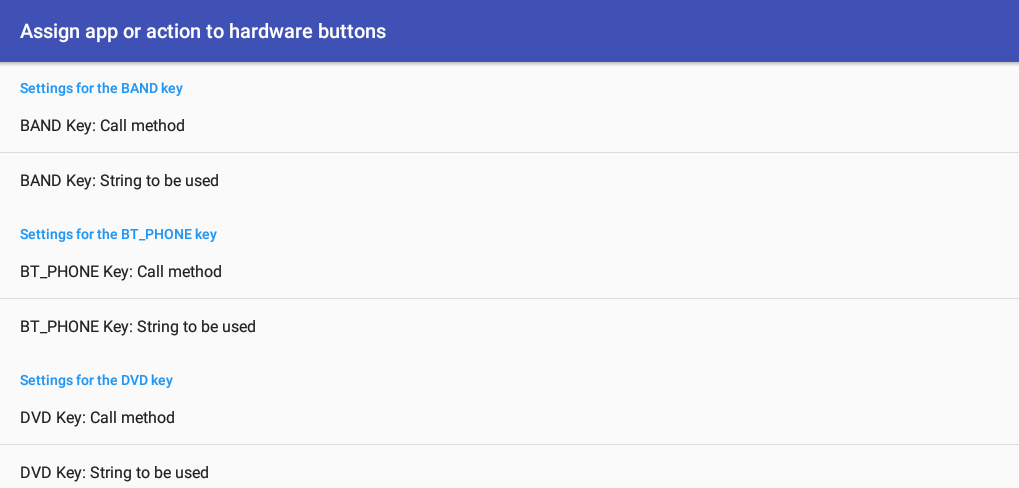 Assign app or action to hardware buttons
Settings for the BAND key
BAND Key: Call method
BAND Key: String to be used
Settings for the BT_PHONE key
BT_PHONE Key: Call method
BT_PHONE Key: String to be used
Settings for the DVD key
DVD Key: Call method
DVD Key: String to be used